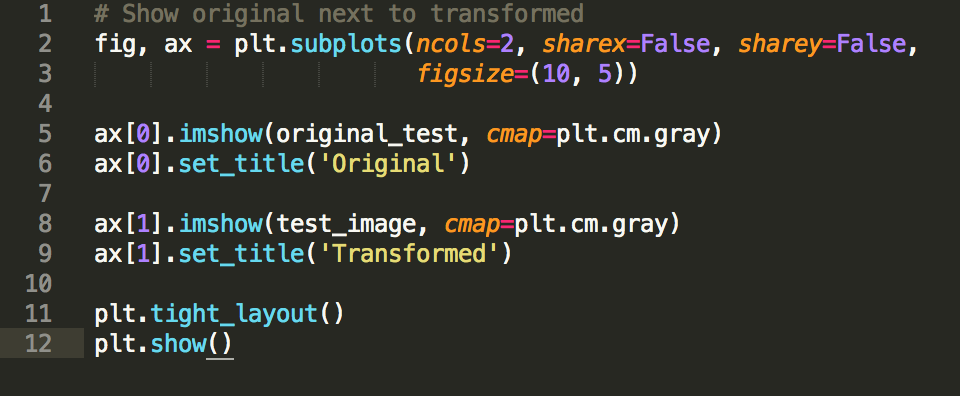 1 # Show original next to transformed
2 fig, ax = plt.subplots(ncols=2, sharex=False, sharey=False,
3 figsize=(10, 5))
4
5 ax[0].imshow(original_test, cmap=plt.cm.gray)
6 ax[0].set_title('Original')
7
8 ax[1].imshow(test_image, cmap=plt.cm.gray)
9 ax[1].set_title('Transformed')
10
11 plt.tight_layout()
12 plt.show()